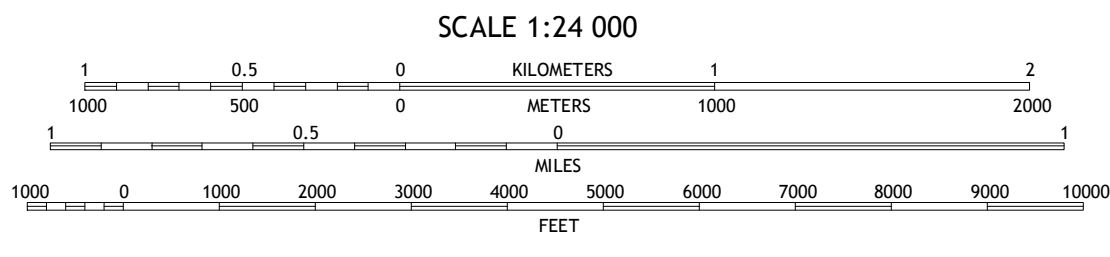 SCALE 1:24 000
1 0.5 0 KILOMETERS 1 2
1000 500 0 METERS 1000 2000
1 0.5 0 1
MILES
1000 0 1000 2000 3000 4000 5000 6000 7000 8000 9000 10000
FEET